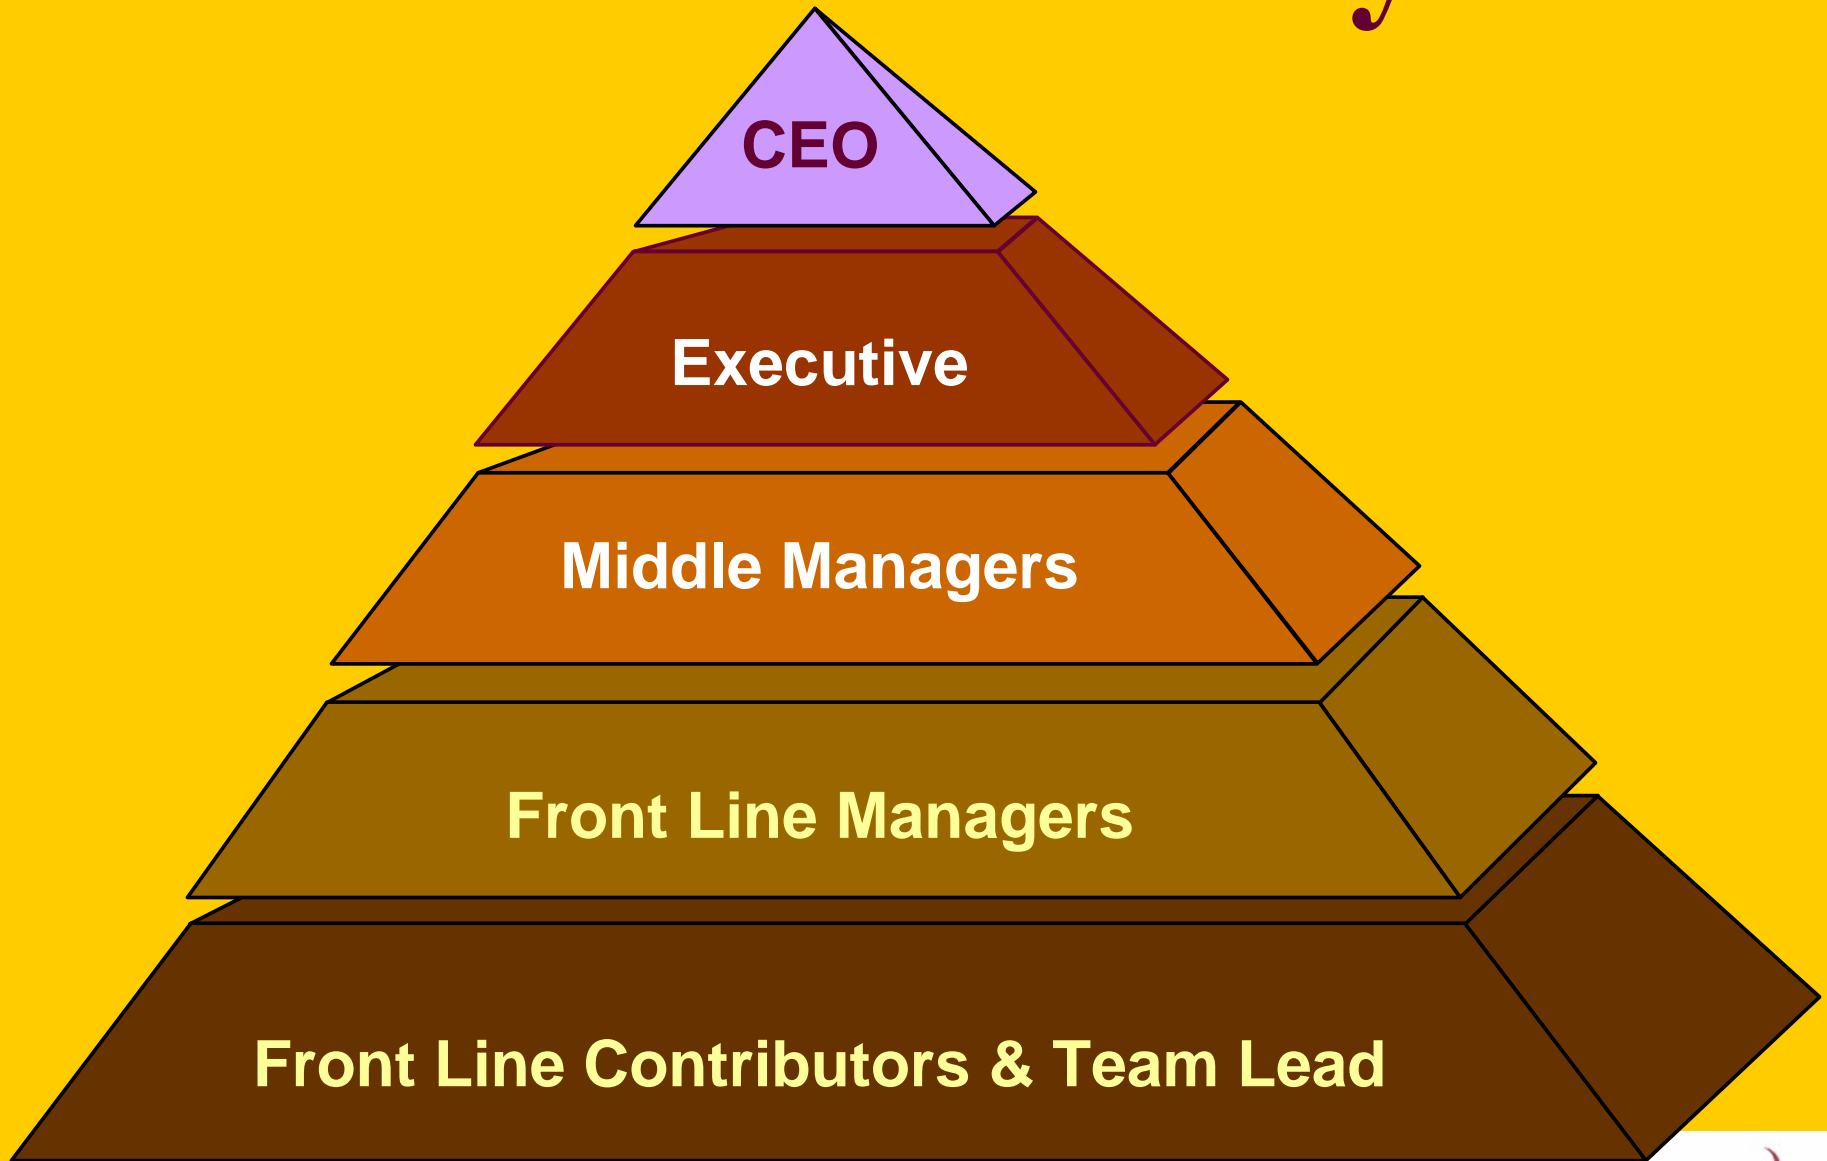 CEO
Executive
Middle Managers
Front Line Managers
Front Line Contributors & Team Lead